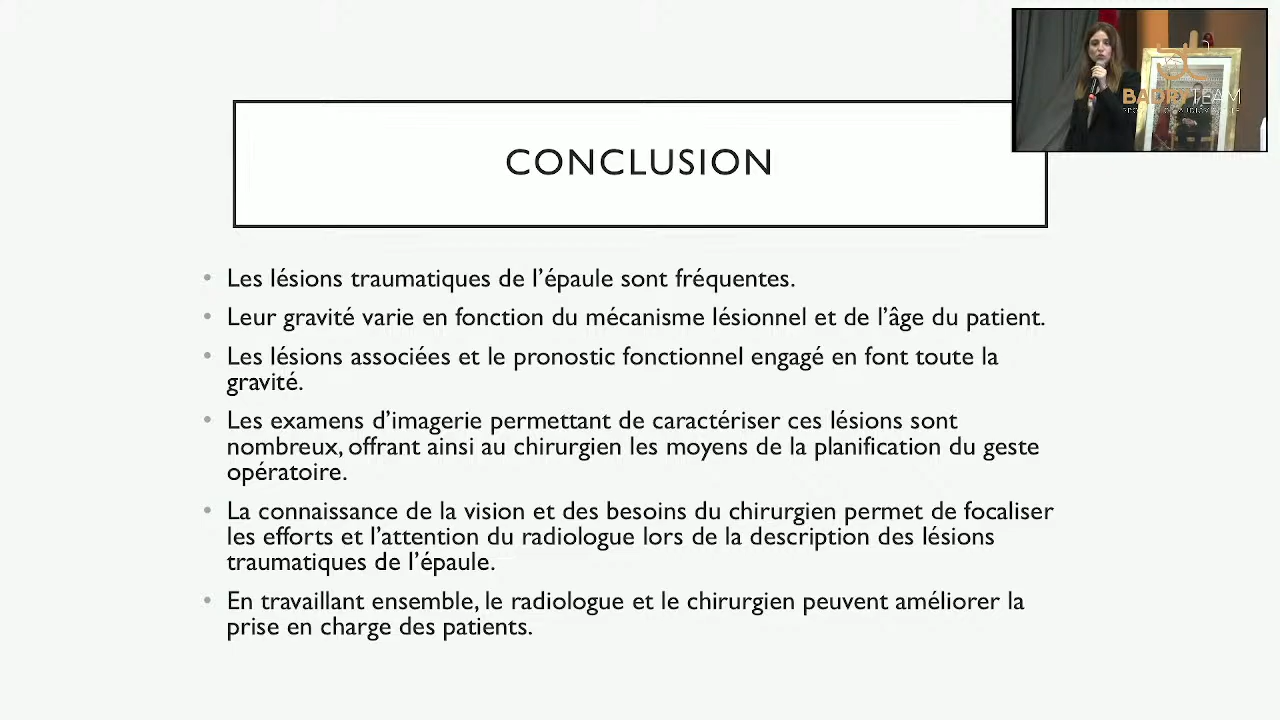 CONCLUSION
• Les lésions traumatiques de l’épaule sont fréquentes.
• Leur gravité varie en fonction du mécanisme lésionnel et de l’âge du patient.
• Les lésions associées et le pronostic fonctionnel engagé en font toute la
gravité.
• Les examens d’imagerie permettant de caractériser ces lésions sont
nombreux, offrant ainsi au chirurgien les moyens de la planification du geste
opératoire.
• La connaissance de la vision et des besoins du chirurgien permet de focaliser
les efforts et l’attention du radiologue lors de la description des lésions
traumatiques de l’épaule.
• En travaillant ensemble, le radiologue et le chirurgien peuvent améliorer la
prise en charge des patients.
TEAM